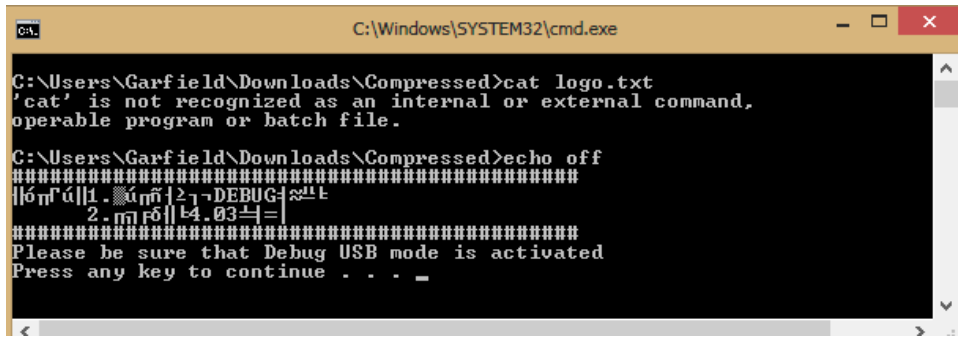 C:\Windows\SYSTEM32\cmd.exe
C:\Users\Garfield\Downloads\Compressed>cat logo.txt
'cat' is not recognized as an internal or external command,
operable program or batch file.
C:\Users\Garfield\Downloads\Compressed>echo off
#############################################
1. DEBUG
2. 4.03
#############################################
Please be sure that Debug USB mode is activated
Press any key to continue . . . _